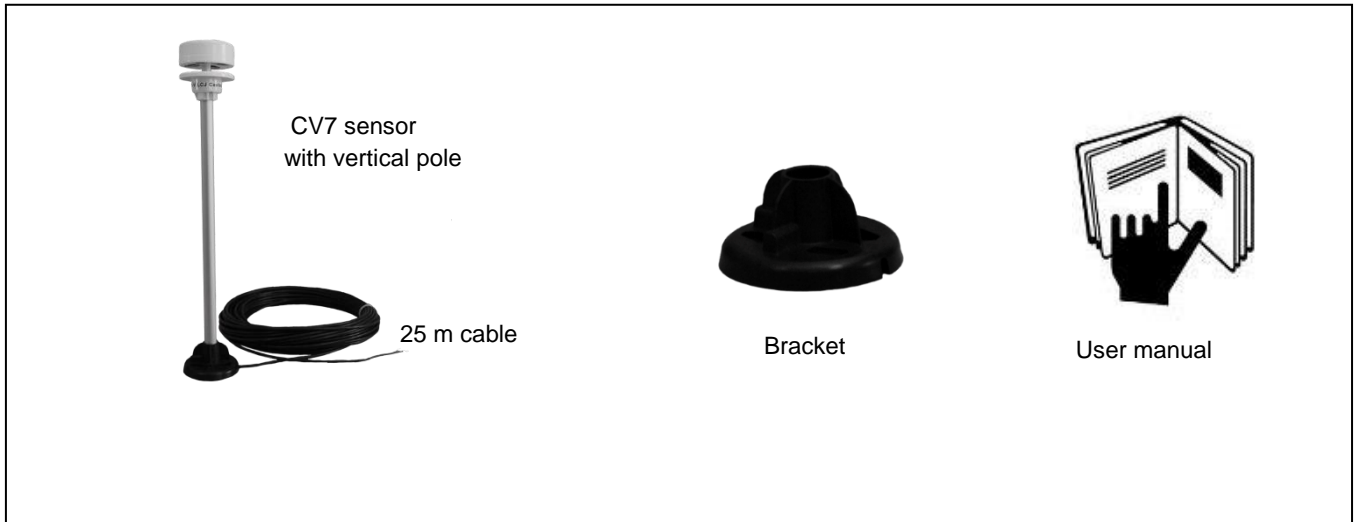 CV7 sensor
with vertical pole
25 m cable
Bracket
User manual